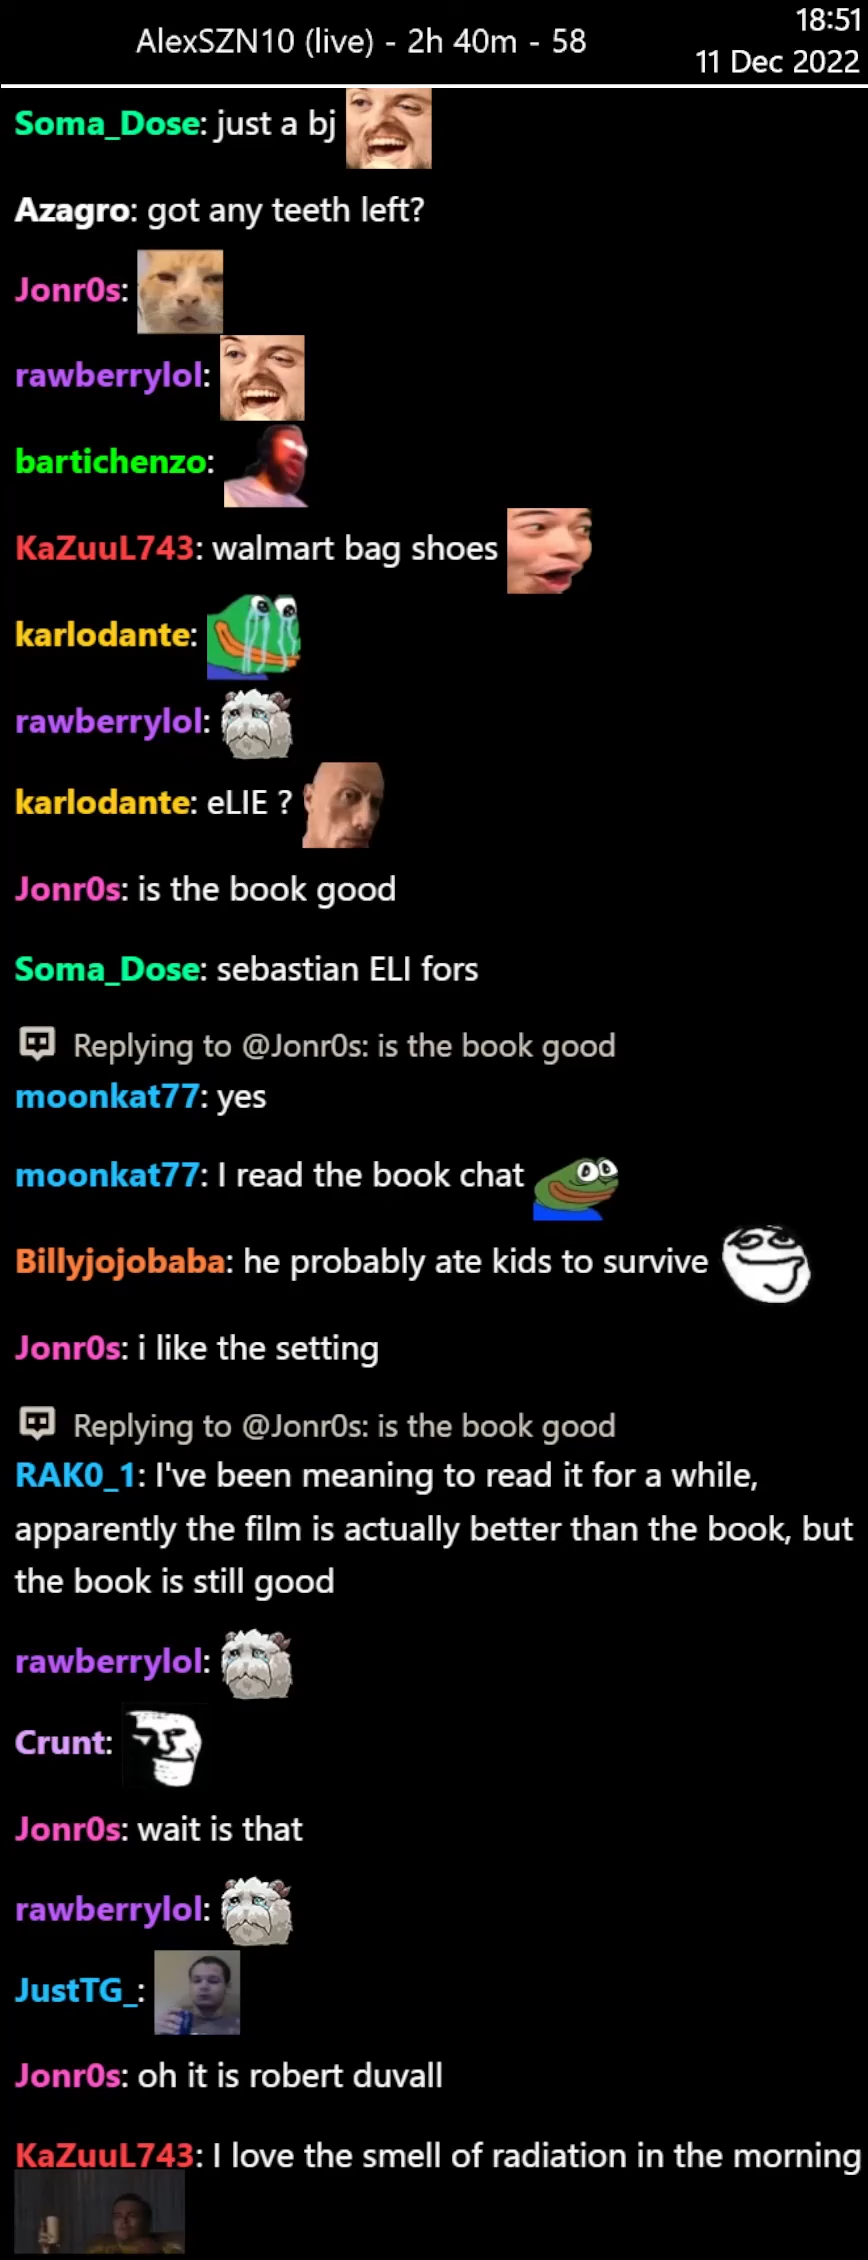 AlexSZN10 (live) - 2h 40m - 58
18:51
11 Dec 2022
Soma_Dose: just a bj
Azagro: got any teeth left?
Jonr0s:
rawberrylol:
bartichenzo:
KaZuuL743: walmart bag shoes
karlodante:
rawberrylol:
karlodante: eLIE ?
Jonr0s: is the book good
Soma_Dose: sebastian ELI fors
Replying to @Jonr0s: is the book good
moonkat77: yes
moonkat77: I read the book chat
Billyjojobaba: he probably ate kids to survive
Jonr0s: i like the setting
Replying to @Jonr0s: is the book good
RAK0_1: I've been meaning to read it for a while,
apparently the film is actually better than the book, but
the book is still good
rawberrylol:
Crunt:
Jonr0s: wait is that
rawberrylol:
JustTG_:
Jonr0s: oh it is robert duvall
KaZuuL743: I love the smell of radiation in the morning